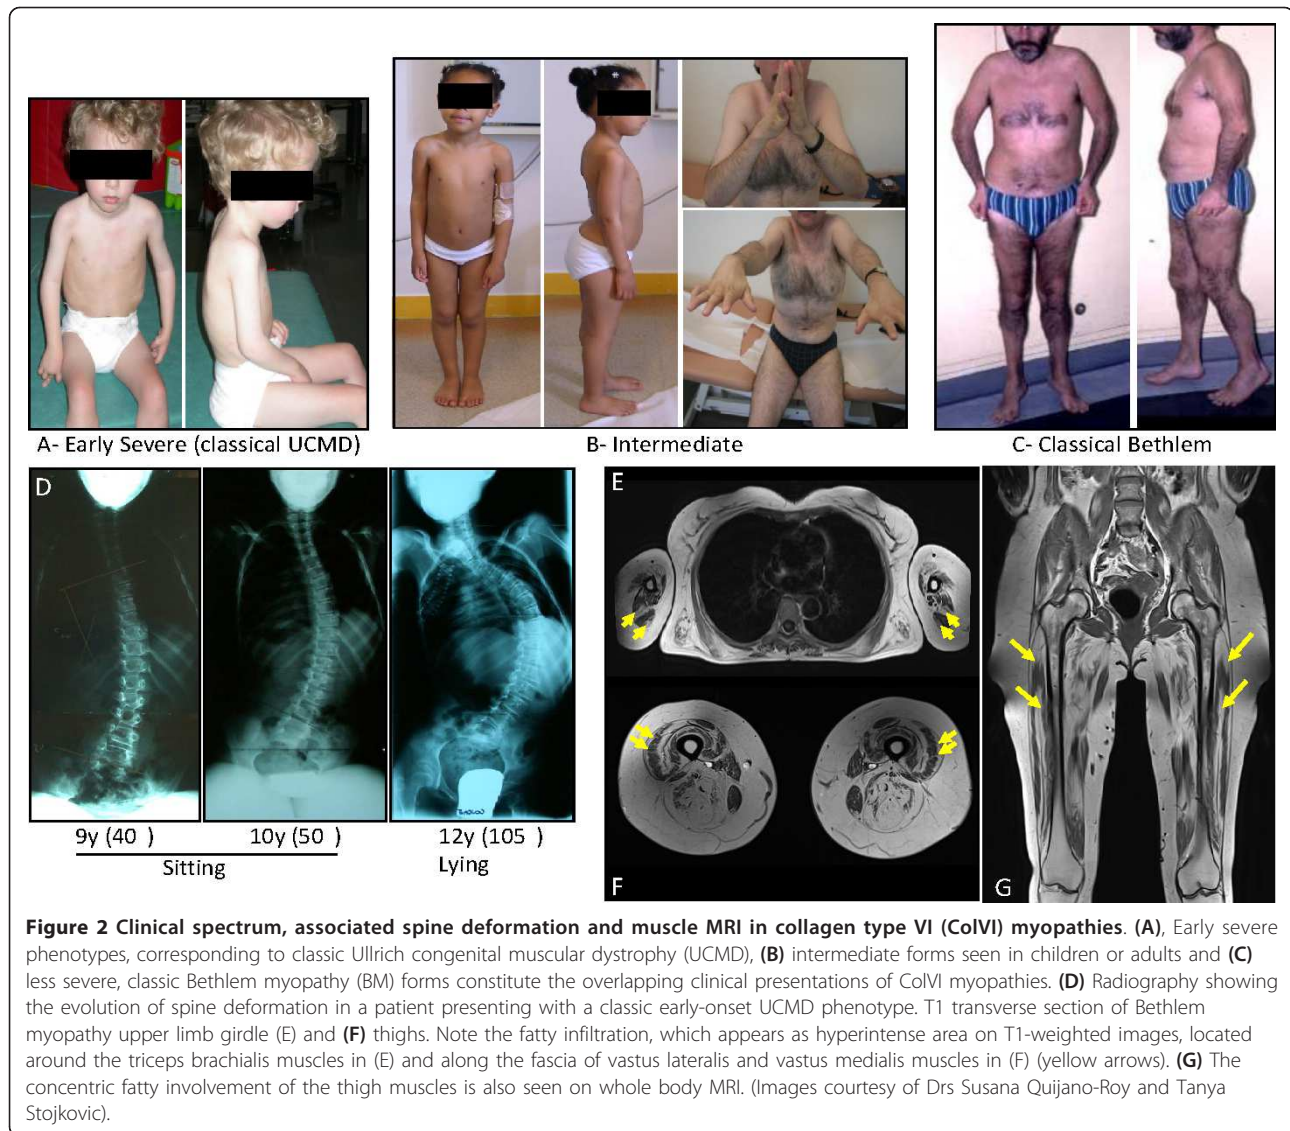 A- Early Severe (classical UCMD)
B- Intermediate
C- Classical Bethlem
D
E
9y (40 )
10y (50 )
12y (105 )
Sitting
Lying
F
G
Figure 2 Clinical spectrum, associated spine deformation and muscle MRI in collagen type VI (ColVI) myopathies. (A), Early severe
phenotypes, corresponding to classic Ullrich congenital muscular dystrophy (UCMD), (B) intermediate forms seen in children or adults and (C)
less severe, classic Bethlem myopathy (BM) forms constitute the overlapping clinical presentations of ColVI myopathies. (D) Radiography showing
the evolution of spine deformation in a patient presenting with a classic early-onset UCMD phenotype. T1 transverse section of Bethlem
myopathy upper limb girdle (E) and (F) thighs. Note the fatty infiltration, which appears as hyperintense area on T1-weighted images, located
around the triceps brachialis muscles in (E) and along the fascia of vastus lateralis and vastus medialis muscles in (F) (yellow arrows). (G) The
concentric fatty involvement of the thigh muscles is also seen on whole body MRI. (Images courtesy of Drs Susana Quijano-Roy and Tanya
Stojkovic).